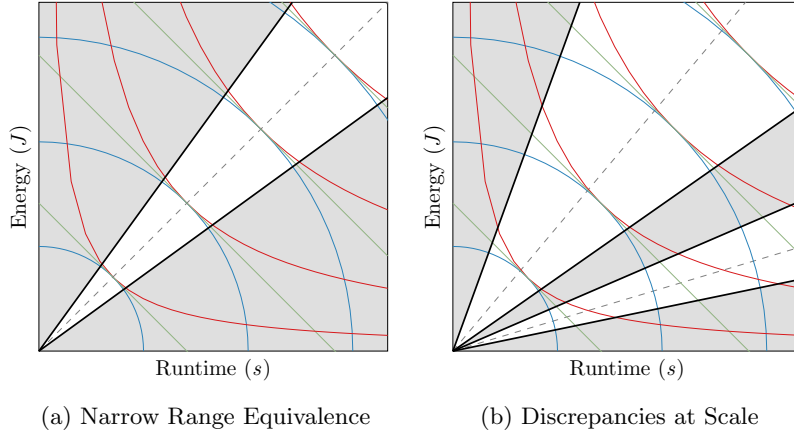 Energy (J)
Runtime (s)
(a) Narrow Range Equivalence
Energy (J)
Runtime (s)
(b) Discrepancies at Scale